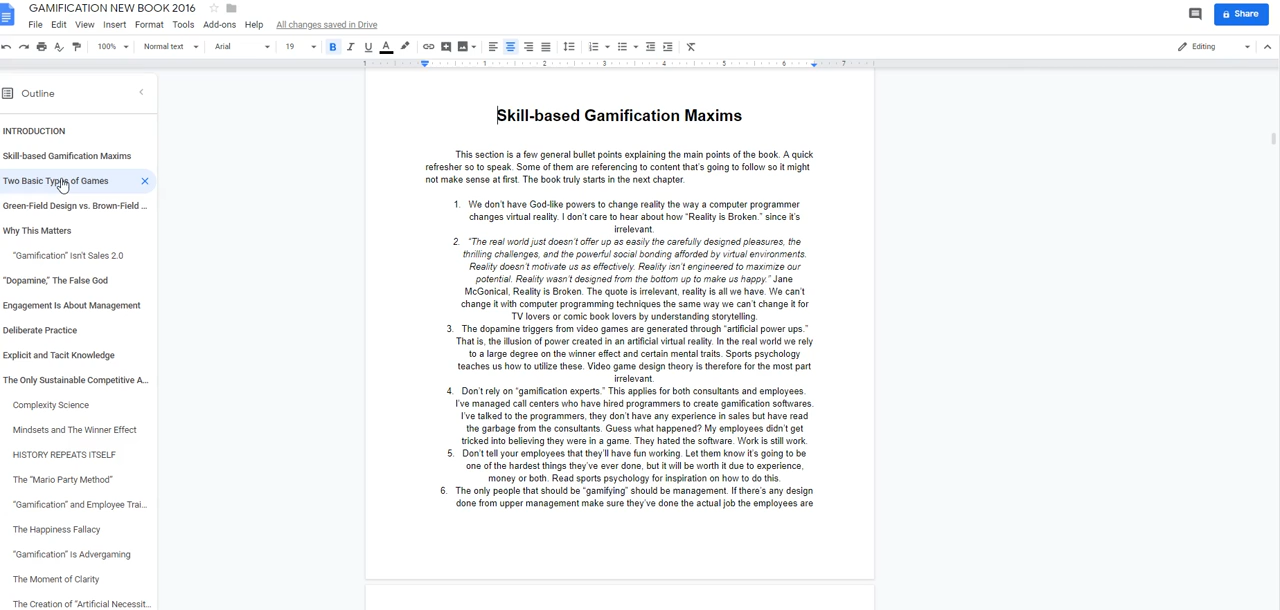 GAMIFICATION NEW BOOK 2016
File Edit View Insert Format Tools Add-ons Help All changes saved in Drive
Share
100% Normal text Arial 19 B I U A Editing
1 1 2 3 4 5 6 7
Outline
INTRODUCTION
Skill-based Gamification Maxims
Two Basic Types of Games
Green-Field Design vs. Brown-Field ...
Why This Matters
"Gamification" Isn't Sales 2.0
"Dopamine," The False God
Engagement Is About Management
Deliberate Practice
Explicit and Tacit Knowledge
The Only Sustainable Competitive A...
Complexity Science
Mindsets and The Winner Effect
HISTORY REPEATS ITSELF
The "Mario Party Method"
"Gamification" and Employee Trai...
The Happiness Fallacy
"Gamification" Is Advergaming
The Moment of Clarity
The Creation of "Artificial Necessit...
Skill-based Gamification Maxims
This section is a few general bullet points explaining the main points of the book. A quick
refresher so to speak. Some of them are referencing to content that's going to follow so it might
not make sense at first. The book truly starts in the next chapter.
1. We don't have God-like powers to change reality the way a computer programmer
changes virtual reality. I don't care to hear about how "Reality is Broken." since it's
irrelevant.
2. "The real world just doesn't offer up as easily the carefully designed pleasures, the
thrilling challenges, and the powerful social bonding afforded by virtual environments.
Reality doesn't motivate us as effectively. Reality isn't engineered to maximize our
potential. Reality wasn't designed from the bottom up to make us happy." Jane
McGonical, Reality is Broken. The quote is irrelevant, reality is all we have. We can't
change it with computer programming techniques the same way we can't change it for
TV lovers or comic book lovers by understanding storytelling.
3. The dopamine triggers from video games are generated through "artificial power ups."
That is, the illusion of power created in an artificial virtual reality. In the real world we rely
to a large degree on the winner effect and certain mental traits. Sports psychology
teaches us how to utilize these. Video game design theory is therefore for the most part
irrelevant.
4. Don't rely on "gamification experts." This applies for both consultants and employees.
I've managed call centers who have hired programmers to create gamification softwares.
I've talked to the programmers, they don't have any experience in sales but have read
the garbage from the consultants. Guess what happened? My employees didn't get
tricked into believing they were in a game. They hated the software. Work is still work.
5. Don't tell your employees that they'll have fun working. Let them know it's going to be
one of the hardest things they've ever done, but it will be worth it due to experience,
money or both. Read sports psychology for inspiration on how to do this.
6. The only people that should be "gamifying" should be management. If there's any design
done from upper management make sure they've done the actual job the employees are